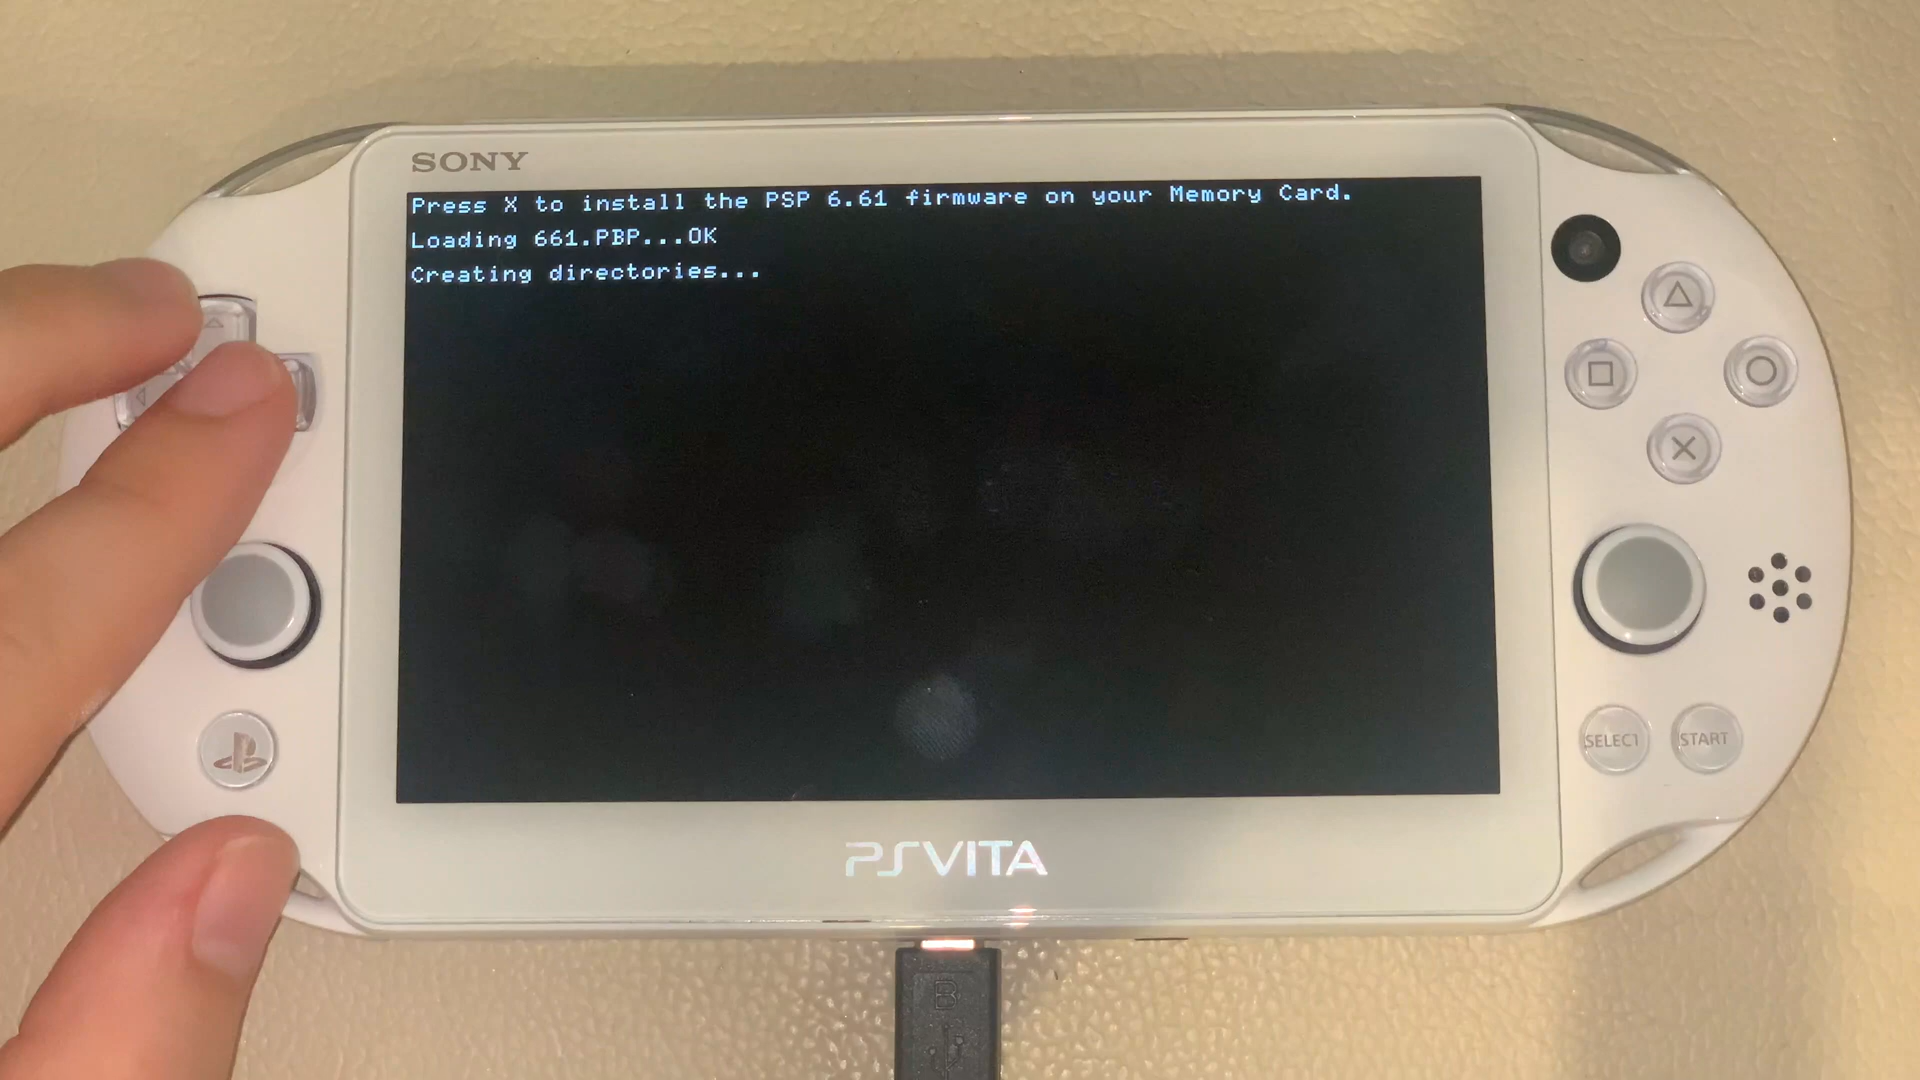 SONY
Press X to install the PSP 6.61 firmware on your Memory Card.
Loading 661.PBP...OK
Creating directories...
SELECT
START
PSVITA
B